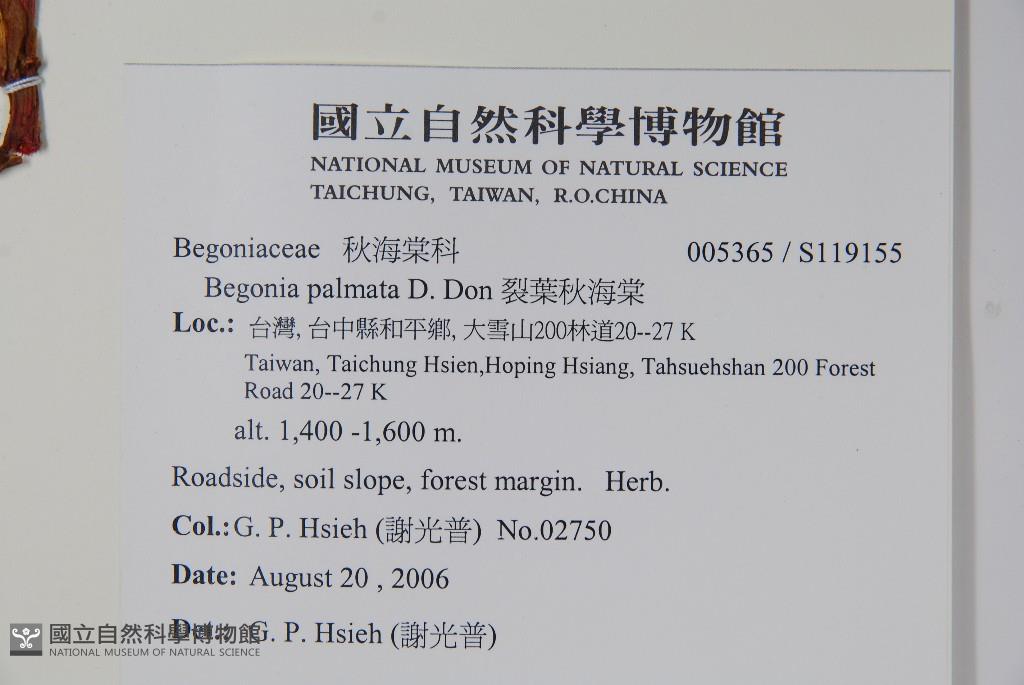 國立自然科學博物館
NATIONAL MUSEUM OF NATURAL SCIENCE
TAICHUNG, TAIWAN, R.O.CHINA
Begoniaceae 秋海棠科 005365 / S119155
Begonia palmata D. Don 裂葉秋海棠
Loc.: 台灣, 台中縣和平鄉, 大雪山200林道20--27 K
Taiwan, Taichung Hsien,Hoping Hsiang, Tahsuehshan 200 Forest
Road 20--27 K
alt. 1,400 -1,600 m.
Roadside, soil slope, forest margin. Herb.
Col.: G. P. Hsieh (謝光普) No.02750
Date: August 20 , 2006
G. P. Hsieh (謝光普)
國立自然科學博物館
NATIONAL MUSEUM OF NATURAL SCIENCE